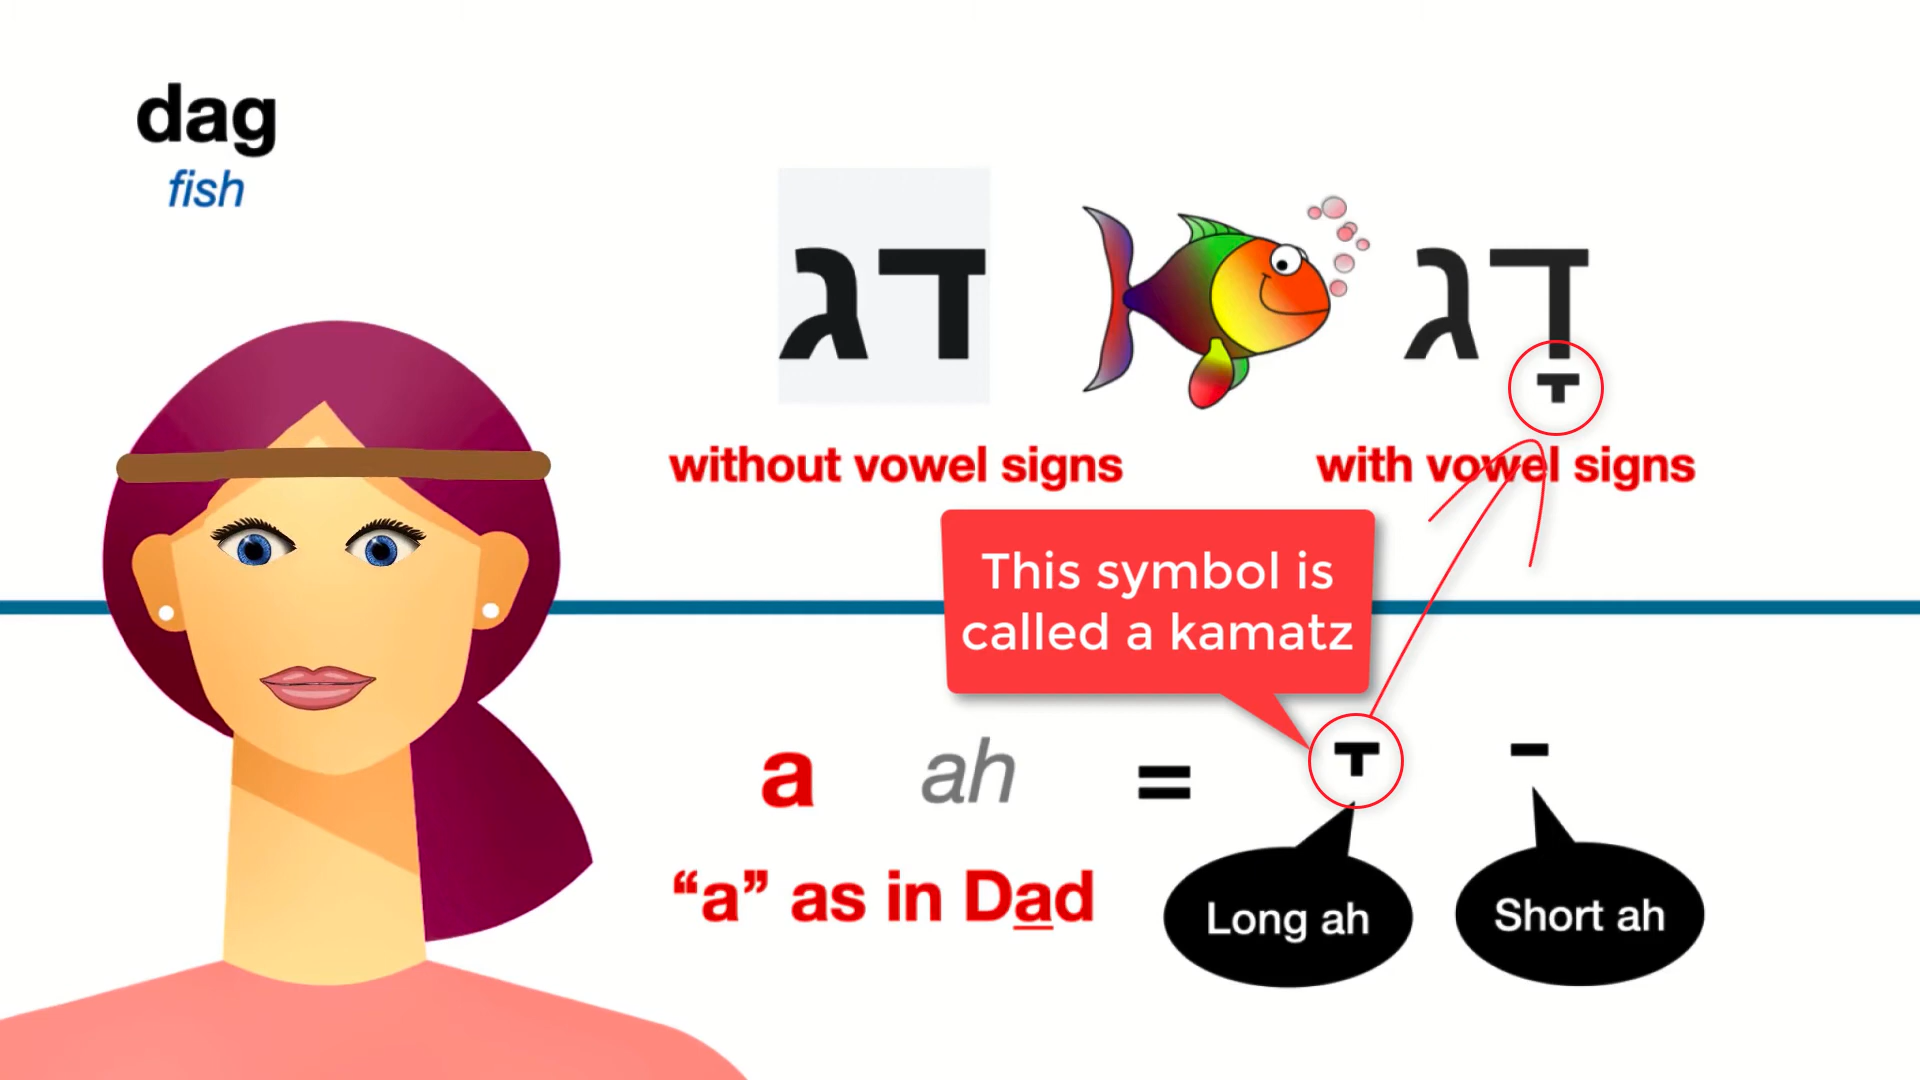 dag
fish
דג
דָג
without vowel signs
with vowel signs
This symbol is
called a kamatz
a ah = ָ ַ
“a” as in Dad
Long ah
Short ah